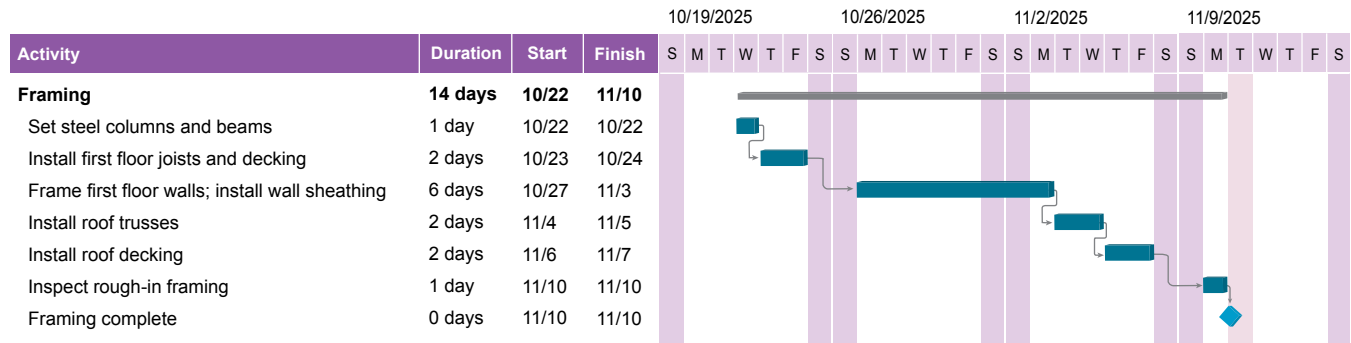 10/19/2025 10/26/2025 11/2/2025 11/9/2025
Activity Duration Start Finish S M T W T F S S M T W T F S S M T W T F S S M T W T F S
Framing 14 days 10/22 11/10
Set steel columns and beams 1 day 10/22 10/22
Install first floor joists and decking 2 days 10/23 10/24
Frame first floor walls; install wall sheathing 6 days 10/27 11/3
Install roof trusses 2 days 11/4 11/5
Install roof decking 2 days 11/6 11/7
Inspect rough-in framing 1 day 11/10 11/10
Framing complete 0 days 11/10 11/10